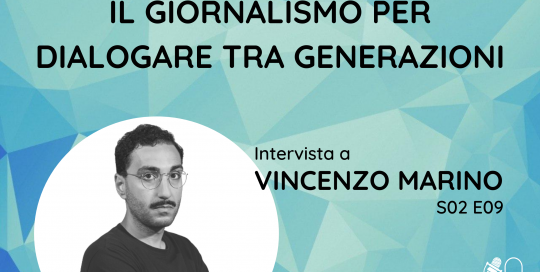 IL GIORNALISMO PER
DIALOGARE TRA GENERAZIONI
Intervista a
VINCENZO MARINO
S02 E09